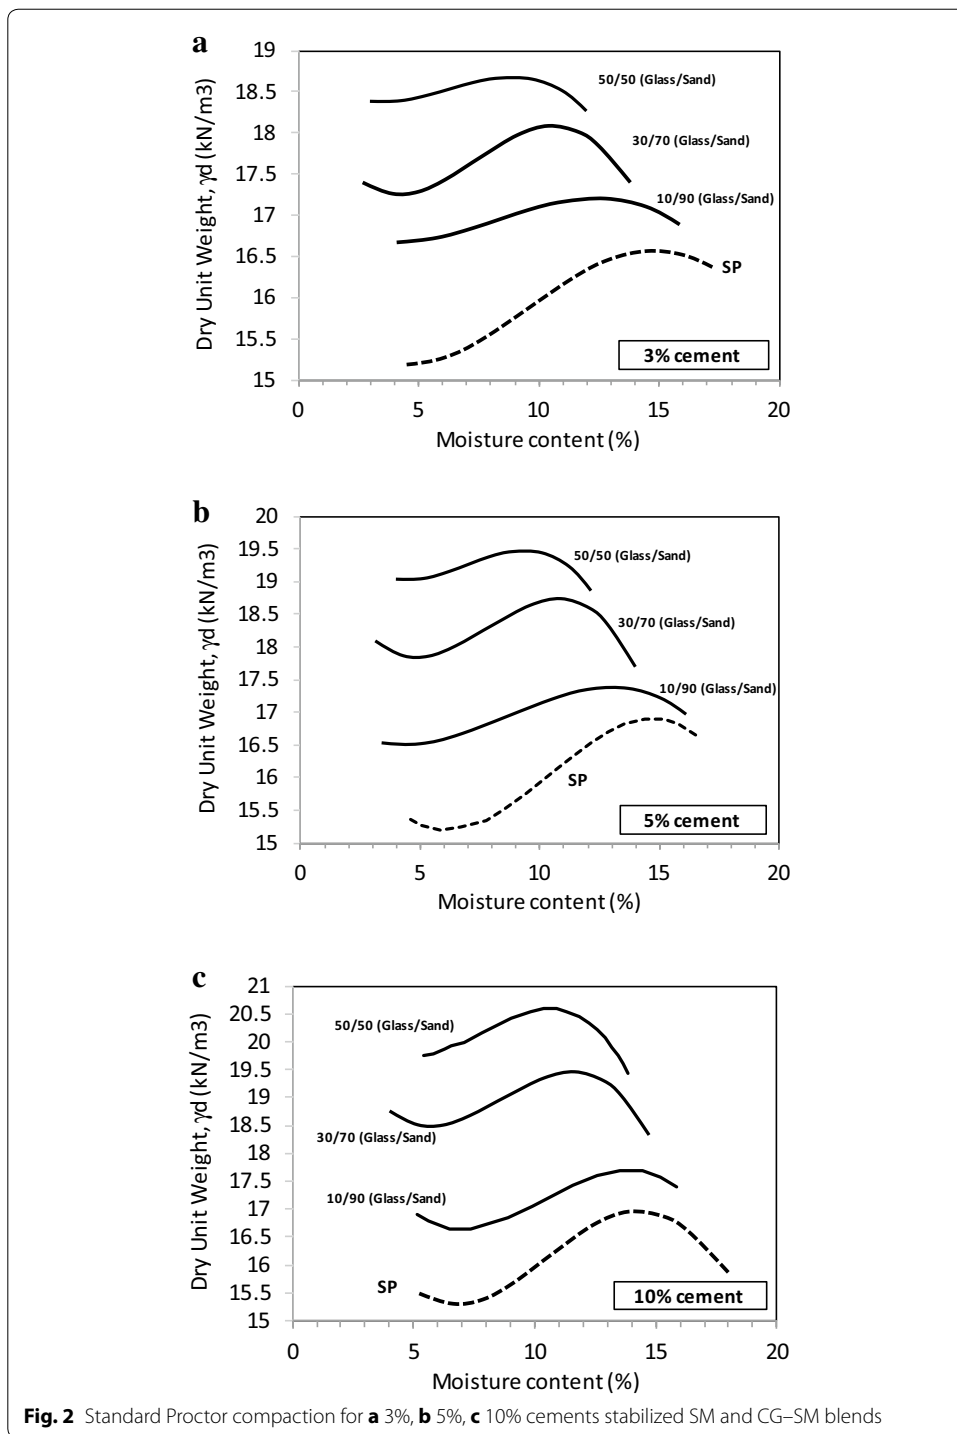 a
19
18.5
18
17.5
17
16.5
16
15.5
15
Dry Unit Weight, γd (kN/m3)
50/50 (Glass/Sand)
30/70 (Glass/Sand)
10/90 (Glass/Sand)
SP
3% cement
0 5 10 15 20
Moisture content (%)
b
20
19.5
19
18.5
18
17.5
17
16.5
16
15.5
15
Dry Unit Weight, γd (kN/m3)
50/50 (Glass/Sand)
30/70 (Glass/Sand)
10/90 (Glass/Sand)
SP
5% cement
0 5 10 15 20
Moisture content (%)
c
21
20.5
20
19.5
19
18.5
18
17.5
17
16.5
16
15.5
15
Dry Unit Weight, γd (kN/m3)
50/50 (Glass/Sand)
30/70 (Glass/Sand)
10/90 (Glass/Sand)
SP
10% cement
0 5 10 15 20
Moisture content (%)
Fig. 2 Standard Proctor compaction for a 3%, b 5%, c 10% cements stabilized SM and CG–SM blends